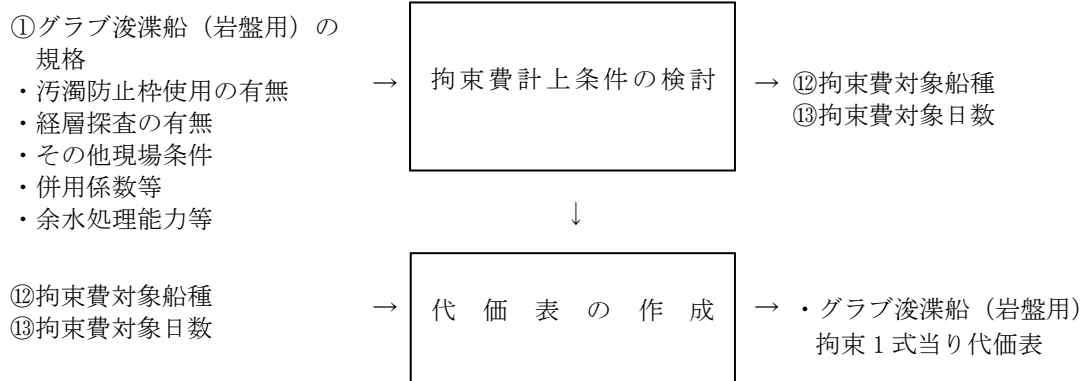 ①グラブ浚渫船（岩盤用）の
規格
・汚濁防止枠使用の有無
・経層探査の有無
・その他現場条件
・併用係数等
・余水処理能力等
→
拘束費計上条件の検討
→
⑫拘束費対象船種
⑬拘束費対象日数
↓
⑫拘束費対象船種
⑬拘束費対象日数
→
代価表の作成
→
・グラブ浚渫船（岩盤用）
拘束1式当り代価表